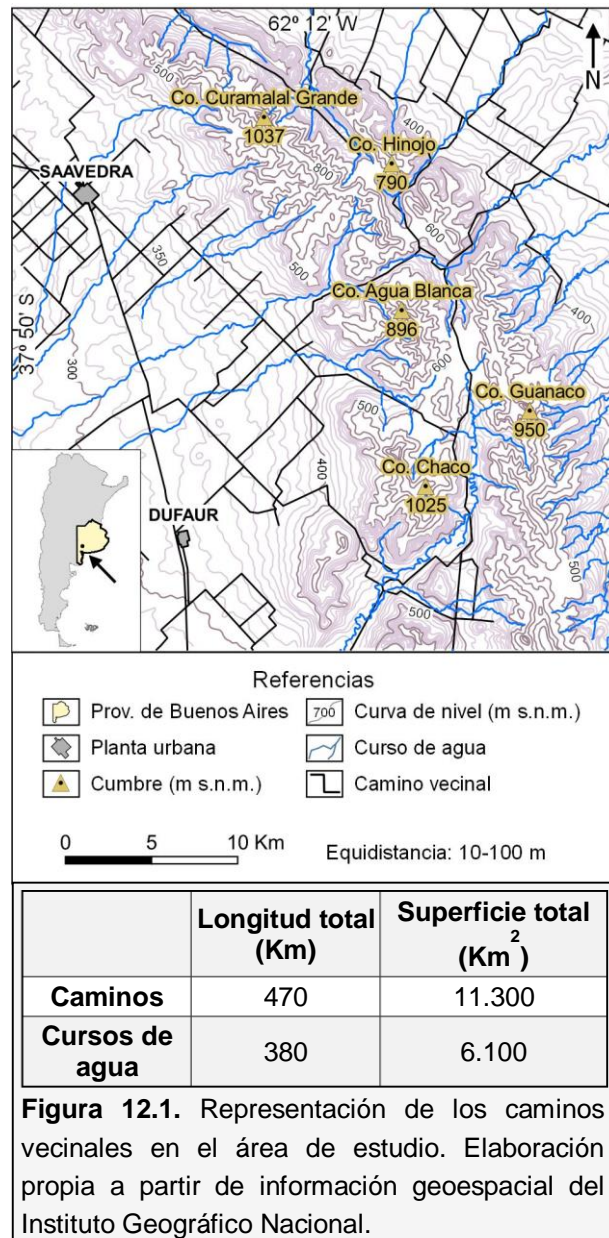 62º 12' W
N
500
Co. Curamalal Grande
1037
400
Co. Hinojo
790
SAAVEDRA
800
600
350
500
37º 50' S
Co. Agua Blanca
896
400
300
600
Co. Guanaco
950
500
Co. Chaco
1025
400
DUFAUR
500
500
Referencias
Prov. de Buenos Aires
700 Curva de nivel (m s.n.m.)
Planta urbana
Curso de agua
Cumbre (m s.n.m.)
Camino vecinal
0 5 10 Km
Equidistancia: 10-100 m
Longitud total (Km)
Superficie total (Km²)
Caminos 470 11.300
Cursos de agua 380 6.100
Figura 12.1. Representación de los caminos
vecinales en el área de estudio. Elaboración
propia a partir de información geoespacial del
Instituto Geográfico Nacional.